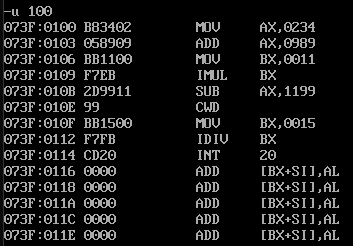 -u 100
073F:0100 B83402        MOV     AX,0234
073F:0103 058909        ADD     AX,0989
073F:0106 BB1100        MOV     BX,0011
073F:0109 F7EB          IMUL    BX
073F:010B 2D9911        SUB     AX,1199
073F:010E 99            CWD
073F:010F BB1500        MOV     BX,0015
073F:0112 F7FB          IDIV    BX
073F:0114 CD20          INT     20
073F:0116 0000          ADD     [BX+SI],AL
073F:0118 0000          ADD     [BX+SI],AL
073F:011A 0000          ADD     [BX+SI],AL
073F:011C 0000          ADD     [BX+SI],AL
073F:011E 0000          ADD     [BX+SI],AL